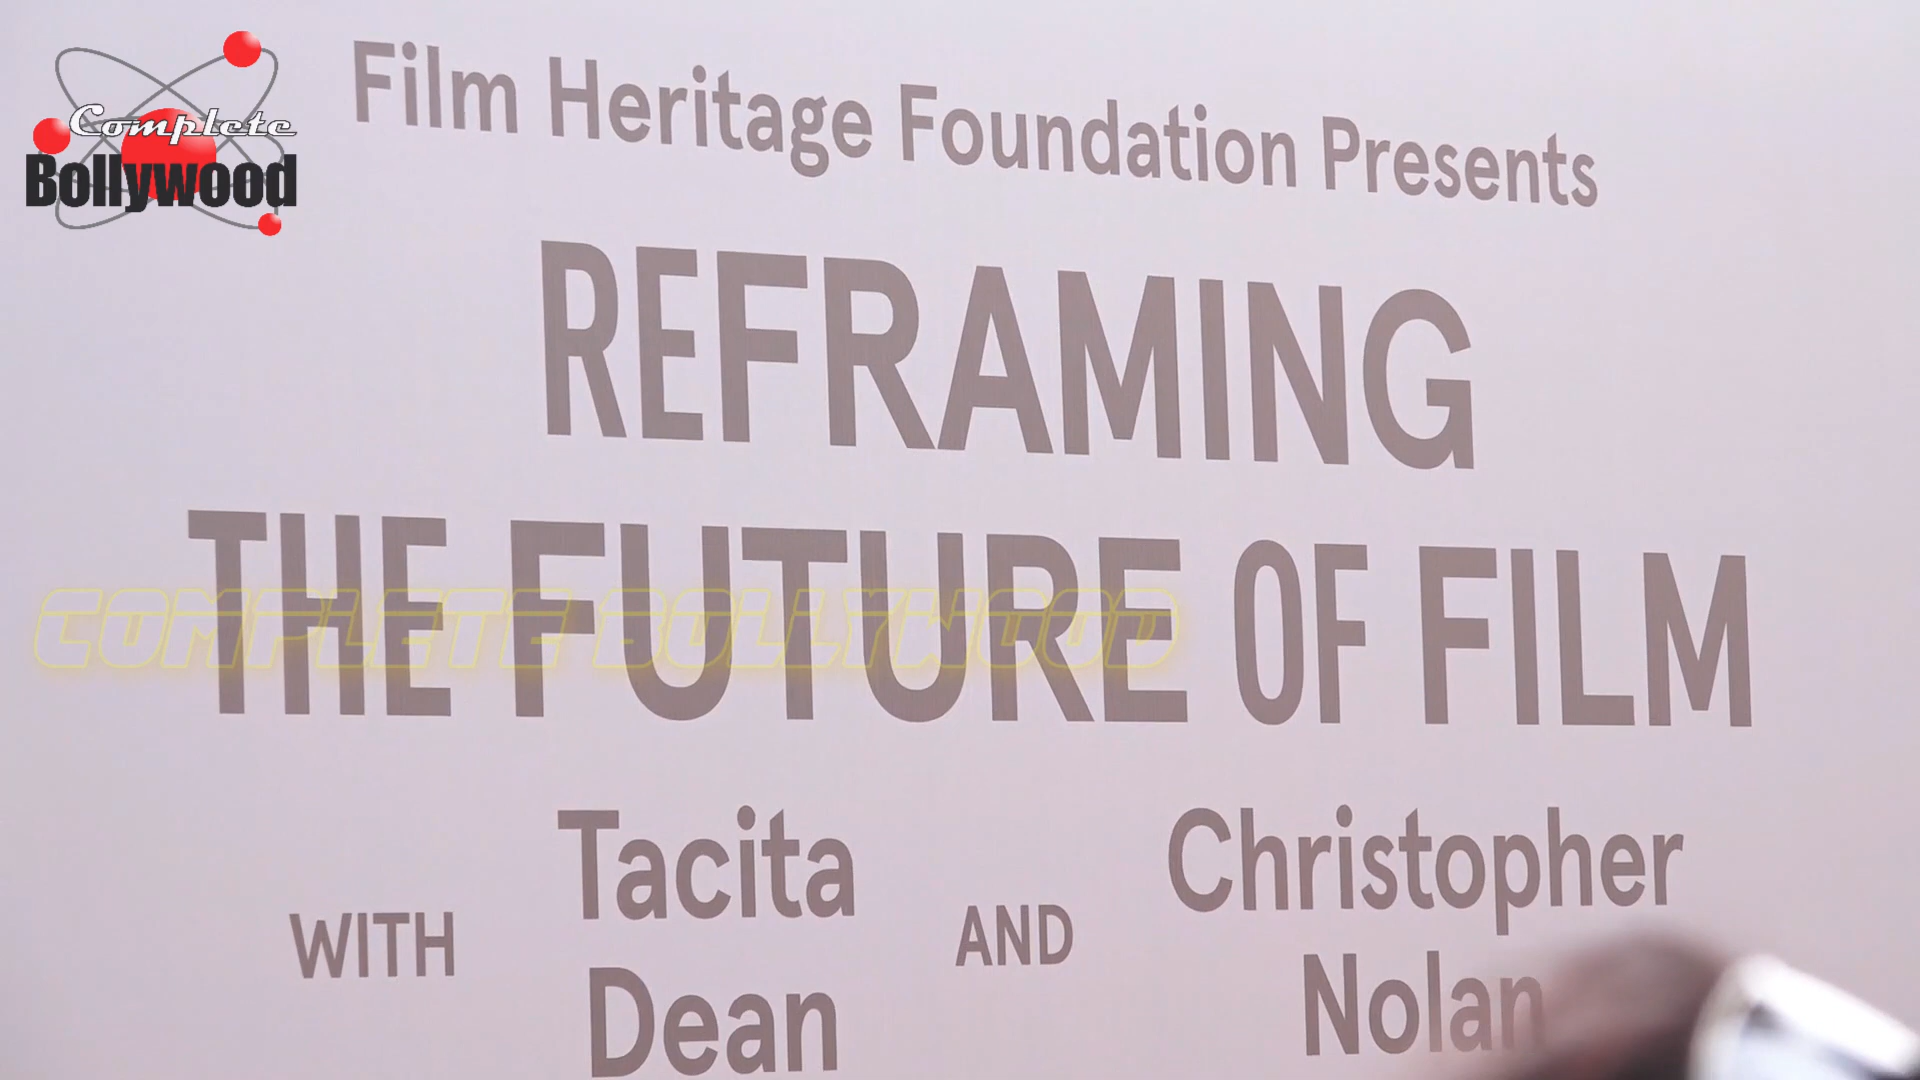 Complete
Bollywood
Film Heritage Foundation Presents
REFRAMING
THE FUTURE OF FILM
COMPLETE BOLLYWOOD
WITH Tacita Dean AND Christopher Nolan